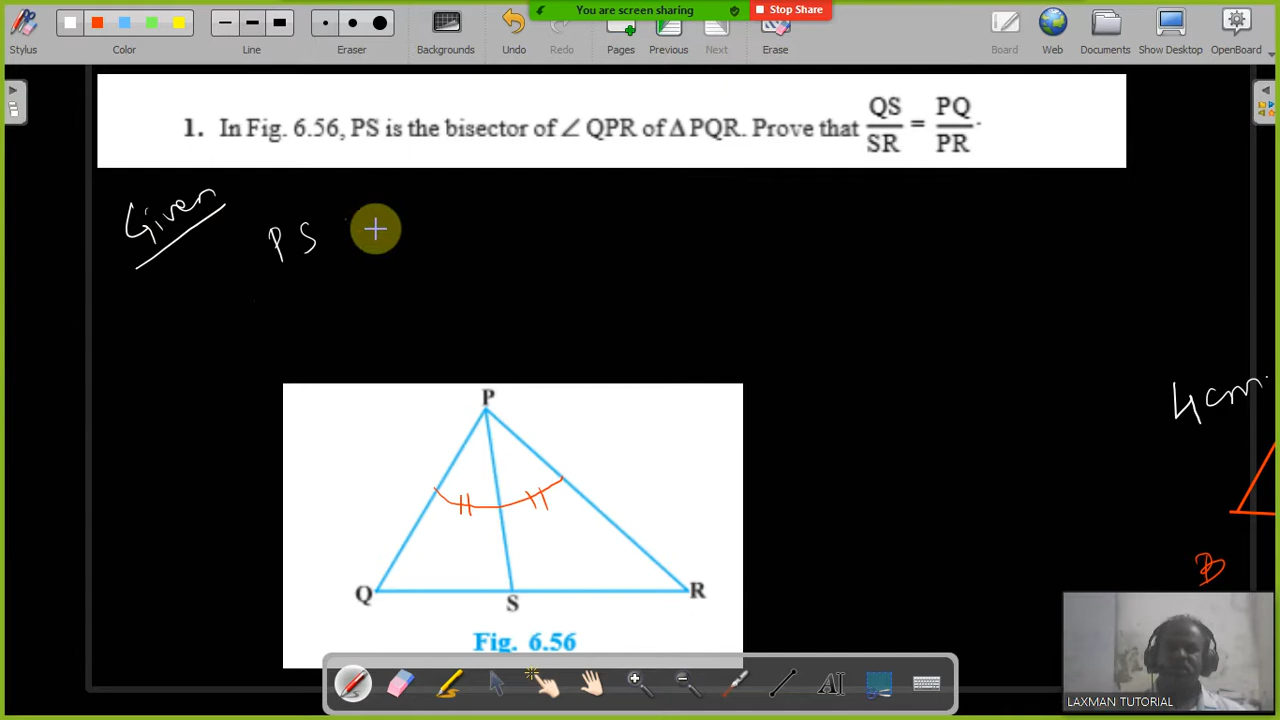 You are screen sharing
Stop Share
Stylus
Color
Line
Eraser
Backgrounds
Undo
Redo
Pages
Previous
Next
Erase
Board
Web
Documents
Show Desktop
OpenBoard
1. In Fig. 6.56, PS is the bisector of ∠ QPR of Δ PQR. Prove that QS/SR = PQ/PR.
Given
PS
4cm.
P
Q
S
R
Fig. 6.56
B
LAXMAN TUTORIAL